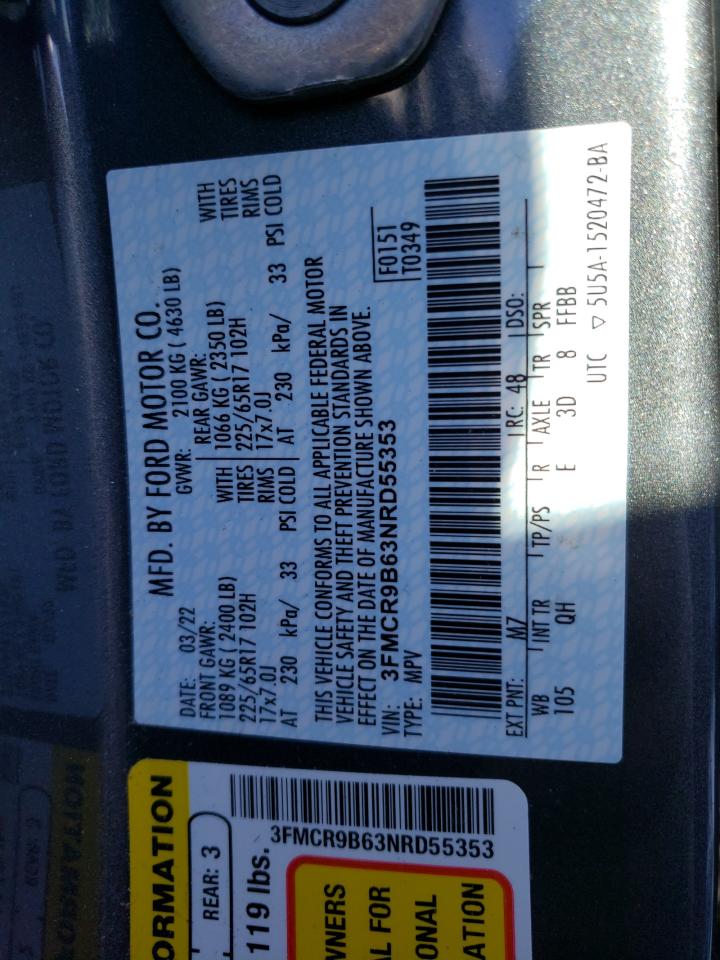 MFD. BY FORD MOTOR CO.
DATE: 03/22 GVWR: 2100 KG ( 4630 LB)
FRONT GAWR: REAR GAWR:
1089 KG ( 2400 LB) WITH 1066 KG ( 2350 LB) WITH
225/65R17 102H TIRES 225/65R17 102H TIRES
17x7.0J RIMS 17x7.0J RIMS
AT 230 kPa/ 33 PSI COLD AT 230 kPa/ 33 PSI COLD
THIS VEHICLE CONFORMS TO ALL APPLICABLE FEDERAL MOTOR
VEHICLE SAFETY AND THEFT PREVENTION STANDARDS IN
EFFECT ON THE DATE OF MANUFACTURE SHOWN ABOVE.
VIN: 3FMCR9B63NRD55353 F0151
TYPE: MPV T0349
EXT PNT: M7 RC: 48 DSO:
WB INT TR TP/PS R AXLE TR SPR
105 QH E 3D 8 FFBB
UTC ▽ 5U5A-1520472-BA
ORMATION
REAR: 3
119 lbs.
3FMCR9B63NRD55353
WNERS
AL FOR
ONAL
ATION